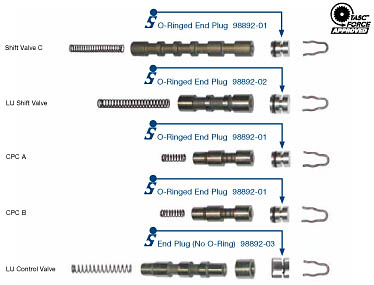 TASC
FORCE
APPROVED
O-Ringed End Plug 98892-01
Shift Valve C
O-Ringed End Plug 98892-02
LU Shift Valve
O-Ringed End Plug 98892-01
CPC A
O-Ringed End Plug 98892-01
CPC B
End Plug (No O-Ring) 98892-03
LU Control Valve